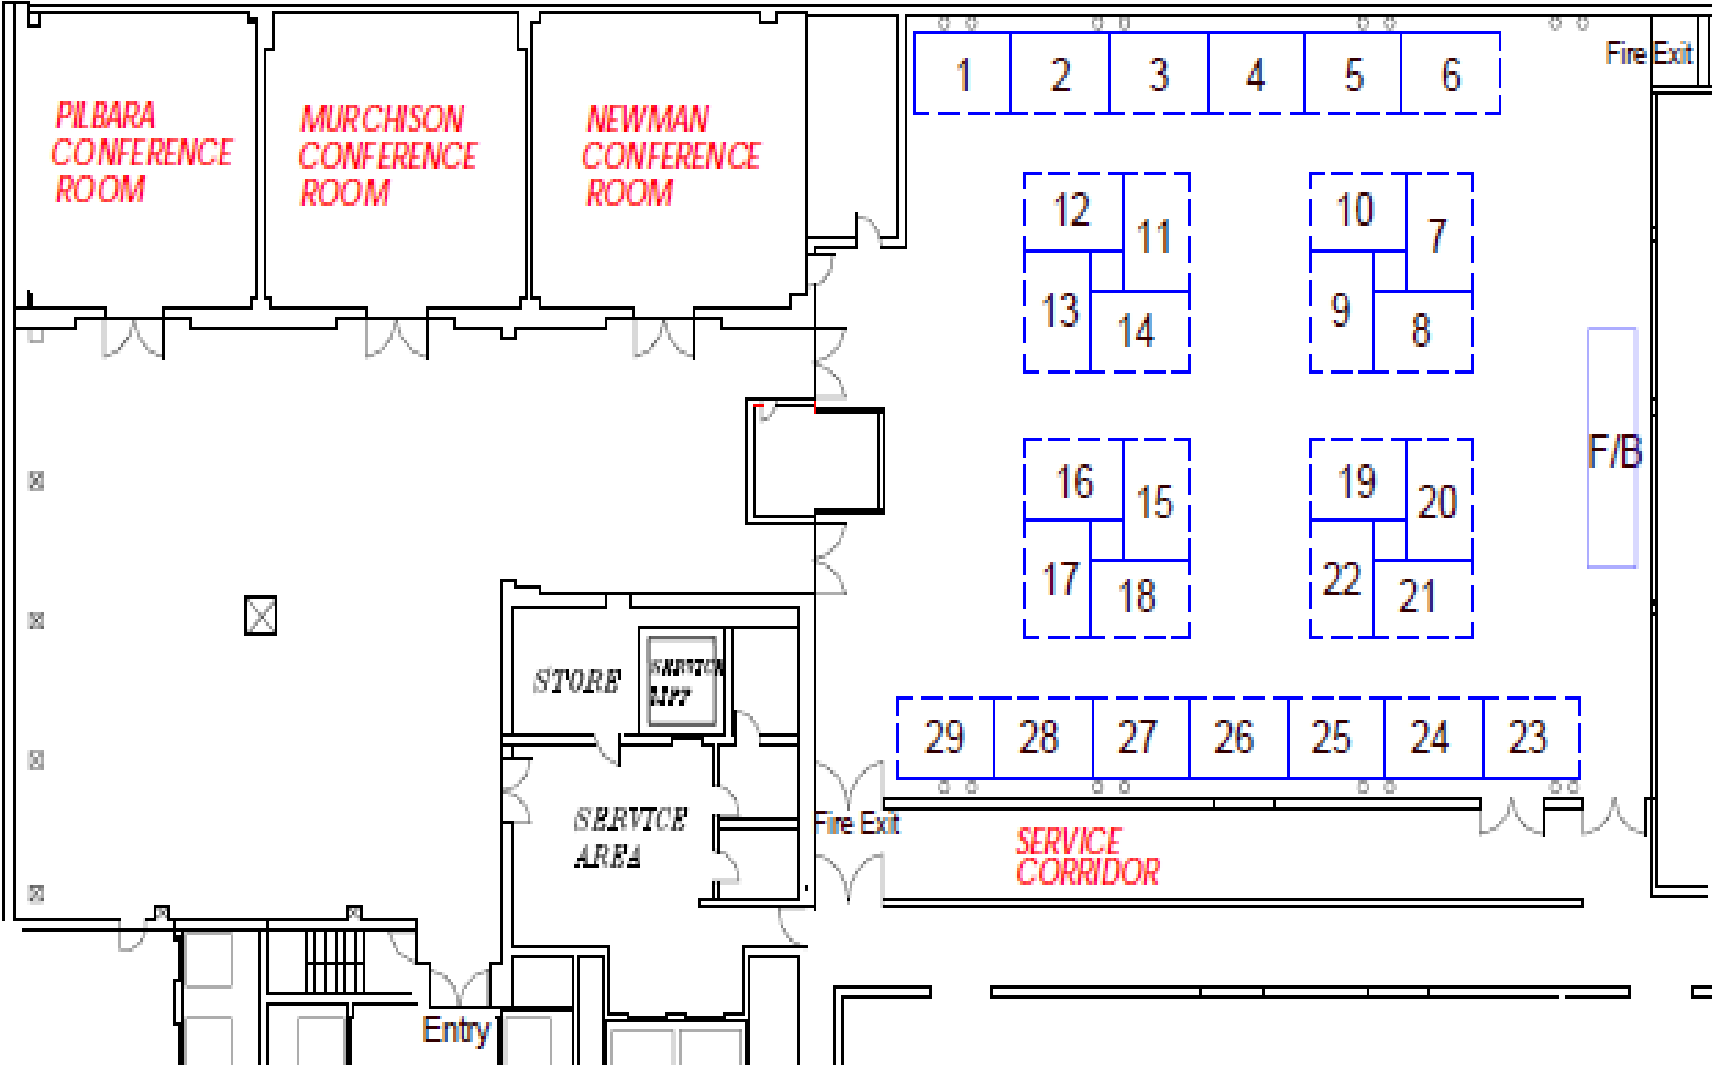 PILBARA
CONFERENCE
ROOM
MURCHISON
CONFERENCE
ROOM
NEWMAN
CONFERENCE
ROOM
1 2 3 4 5 6
Fire Exit
12 11 10 7
13 14 9 8
F/B
16 15 19 20
17 18 22 21
STORE
SERVICE
LIFT
29 28 27 26 25 24 23
SERVICE
AREA
Fire Exit
SERVICE
CORRIDOR
Entry